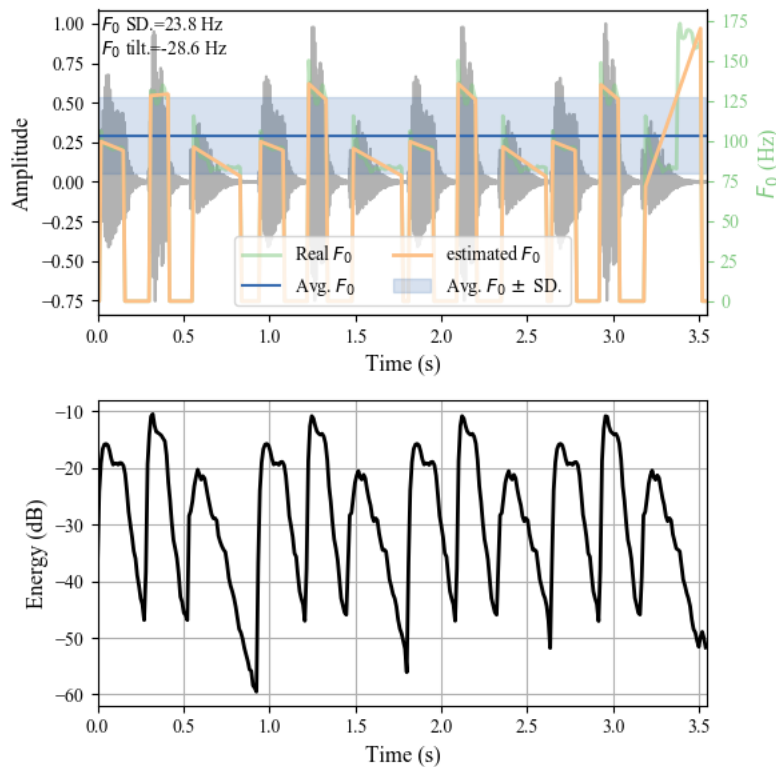 F₀ SD.=23.8 Hz
F₀ tilt.=-28.6 Hz
1.00
0.75
0.50
0.25
0.00
−0.25
−0.50
−0.75
Amplitude
175
150
125
100
75
50
25
0
F₀ (Hz)
Real F₀
estimated F₀
Avg. F₀
Avg. F₀ ± SD.
0.0 0.5 1.0 1.5 2.0 2.5 3.0 3.5
Time (s)
−10
−20
−30
−40
−50
−60
Energy (dB)
0.0 0.5 1.0 1.5 2.0 2.5 3.0 3.5
Time (s)